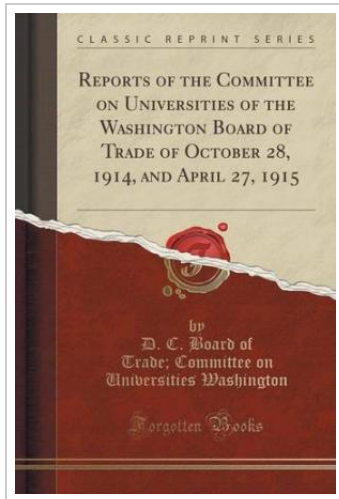 CLASSIC REPRINT SERIES
REPORTS OF THE COMMITTEE
ON UNIVERSITIES OF THE
WASHINGTON BOARD OF
TRADE OF OCTOBER 28,
1914, AND APRIL 27, 1915
by
D. C. Board of
Trade; Committee on
Universities Washington
Forgotten Books